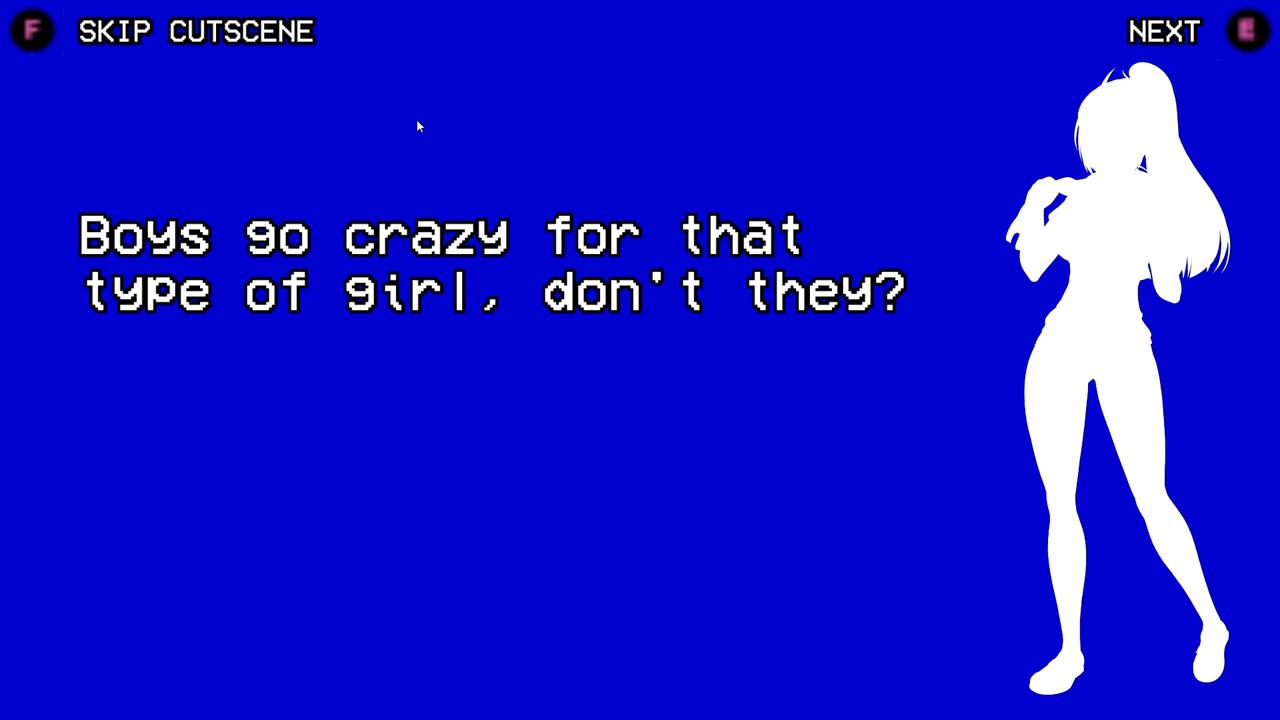 F SKIP CUTSCENE
NEXT E
Boys go crazy for that
type of girl, don't they?